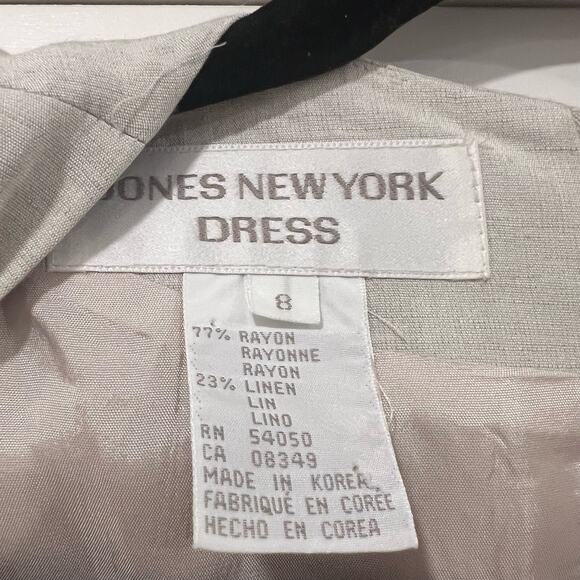 JONES NEW YORK
DRESS
8
77% RAYON
RAYONNE
RAYON
23% LINEN
LIN
LINO
RN 54050
CA 08349
MADE IN KOREA
FABRIQUÉ EN CORÉE
HECHO EN COREA